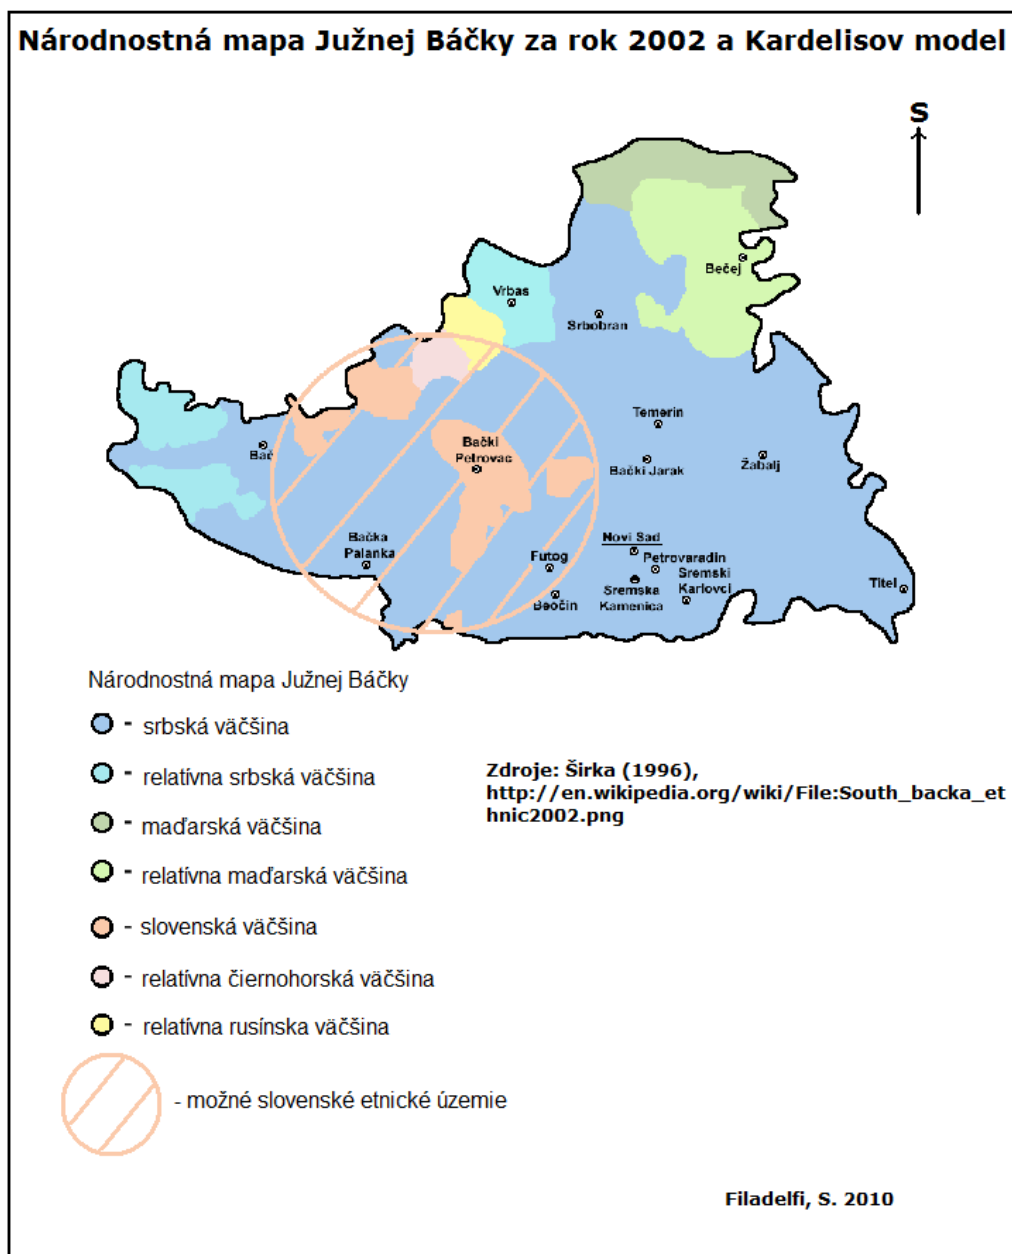 Národnostná mapa Južnej Báčky za rok 2002 a Kardelisov model
S
Bečej
Vrbas
Srbobran
Temerin
Bački
Petrovac
Bač
Bački Jarak
Žabalj
Bačka
Palanka
Novi Sad
Futog
Petrovaradin
Sremski
Karlovci
Titel
Sremska
Kamenica
Beočin
Národnostná mapa Južnej Báčky
- srbská väčšina
- relatívna srbská väčšina
Zdroje: Širka (1996),
http://en.wikipedia.org/wiki/File:South_backa_et
hnic2002.png
- maďarská väčšina
- relatívna maďarská väčšina
- slovenská väčšina
- relatívna čiernohorská väčšina
- relatívna rusínska väčšina
- možné slovenské etnické územie
Filadelfi, S. 2010